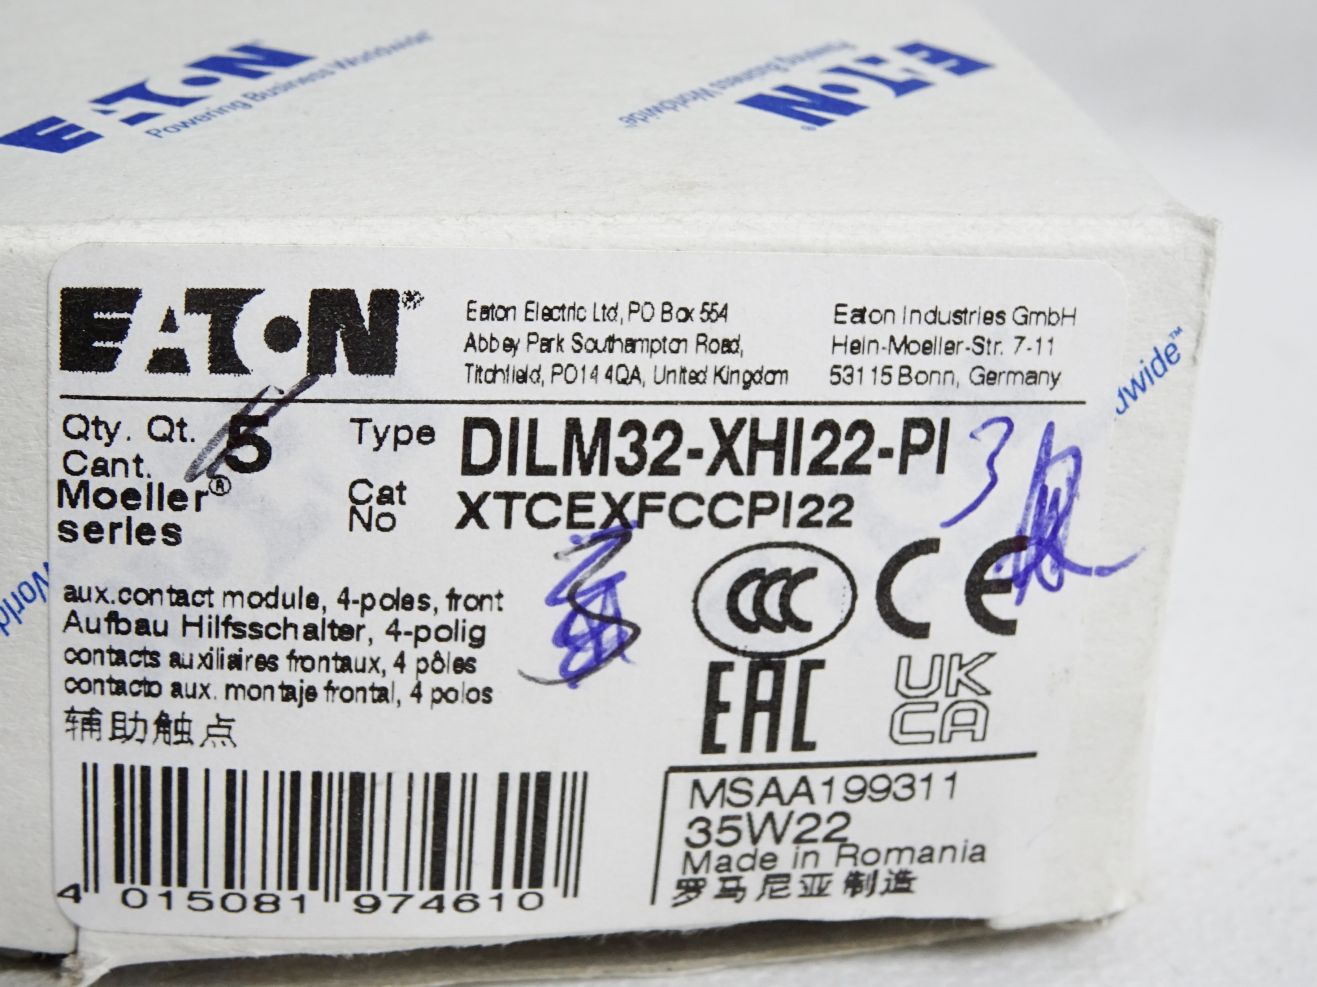 EATON
Powering Business Worldwide
EATON
Powering Business Worldwide
EATON®
Eaton Electric Ltd, PO Box 554
Abbey Park Southampton Road,
Titchfield, PO14 4QA, United Kingdom
Eaton Industries GmbH
Hein-Moeller-Str. 7-11
53115 Bonn, Germany
dwide™
Qty. Qt. 5
Cant.
Type DILM32-XHI22-PI
3
Moeller®
series
Cat
No XTCEXFCCPI22
aux.contact module, 4-poles, front
Aufbau Hilfsschalter, 4-polig
contacts auxiliaires frontaux, 4 pôles
contacto aux. montaje frontal, 4 polos
辅助触点
CCC
CE
EAC
UK
CA
4 015081 974610
MSAA199311
35W22
Made in Romania
罗马尼亚制造